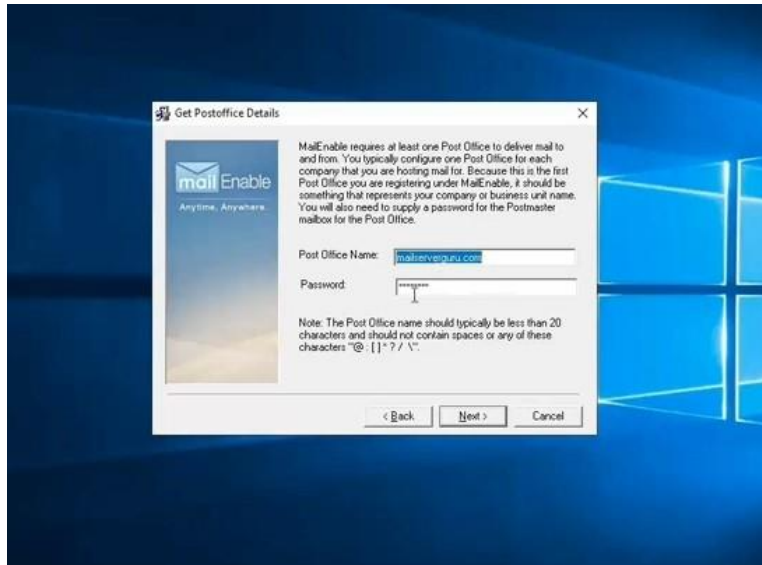 Get Postoffice Details
mail Enable
Anytime, Anywhere.
MailEnable requires at least one Post Office to deliver mail to
and from. You typically configure one Post Office for each
company that you are hosting mail for. Because this is the first
Post Office you are registering under MailEnable, it should be
something that represents your company or business unit name.
You will also need to supply a password for the Postmaster
mailbox for the Post Office.
Post Office Name: mailserverguru.com
Password: ********
Note: The Post Office name should typically be less than 20
characters and should not contain spaces or any of these
characters "@ : [ ] * ? / \".
< Back Next > Cancel